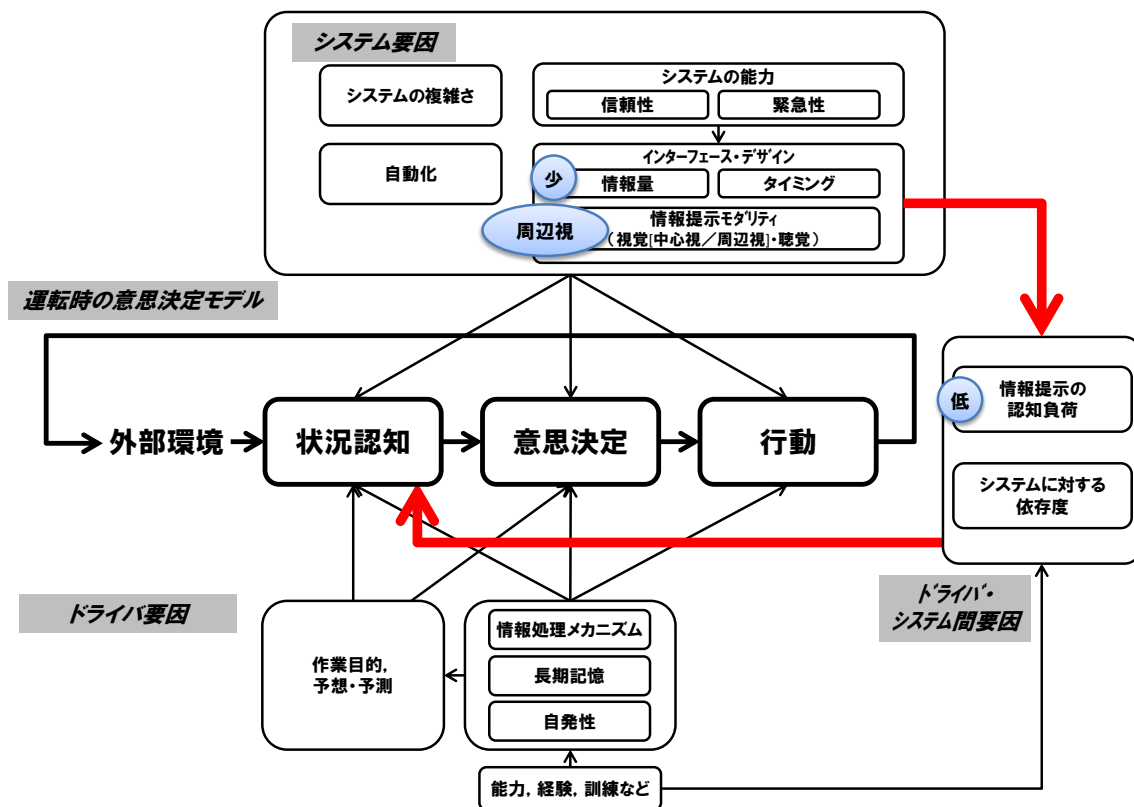 システム要因
システムの複雑さ
システムの能力
信頼性
緊急性
自動化
インターフェース・デザイン
少
情報量
タイミング
周辺視
情報提示モダリティ
（視覚[中心視／周辺視]・聴覚）
運転時の意思決定モデル
外部環境
状況認知
意思決定
行動
低
情報提示の
認知負荷
システムに対する
依存度
ドライバ要因
ドライバ・
システム間要因
作業目的，
予想・予測
情報処理メカニズム
長期記憶
自発性
能力，経験，訓練など